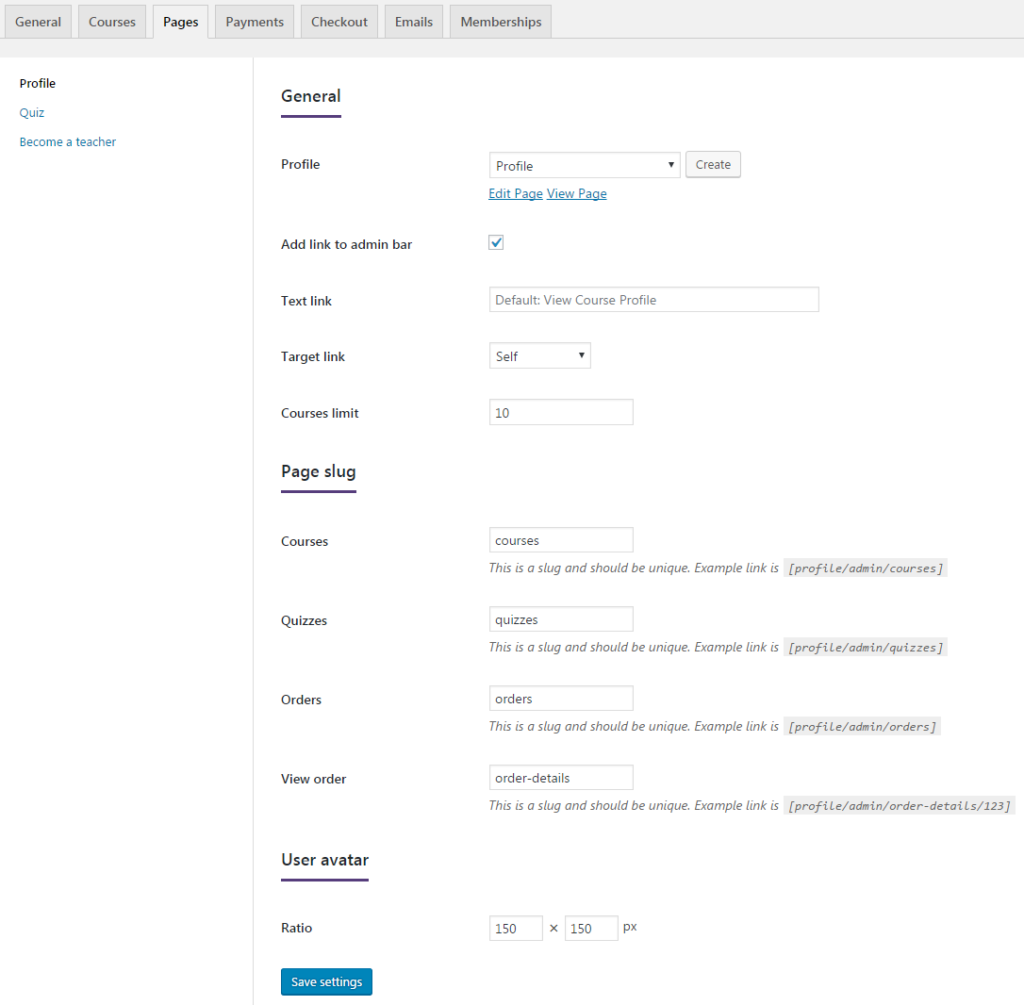 General Courses Pages Payments Checkout Emails Memberships
Profile
Quiz
Become a teacher
General
Profile Profile Create
Edit Page View Page
Add link to admin bar
Text link Default: View Course Profile
Target link Self
Courses limit 10
Page slug
Courses courses
This is a slug and should be unique. Example link is [profile/admin/courses]
Quizzes quizzes
This is a slug and should be unique. Example link is [profile/admin/quizzes]
Orders orders
This is a slug and should be unique. Example link is [profile/admin/orders]
View order order-details
This is a slug and should be unique. Example link is [profile/admin/order-details/123]
User avatar
Ratio 150 × 150 px
Save settings